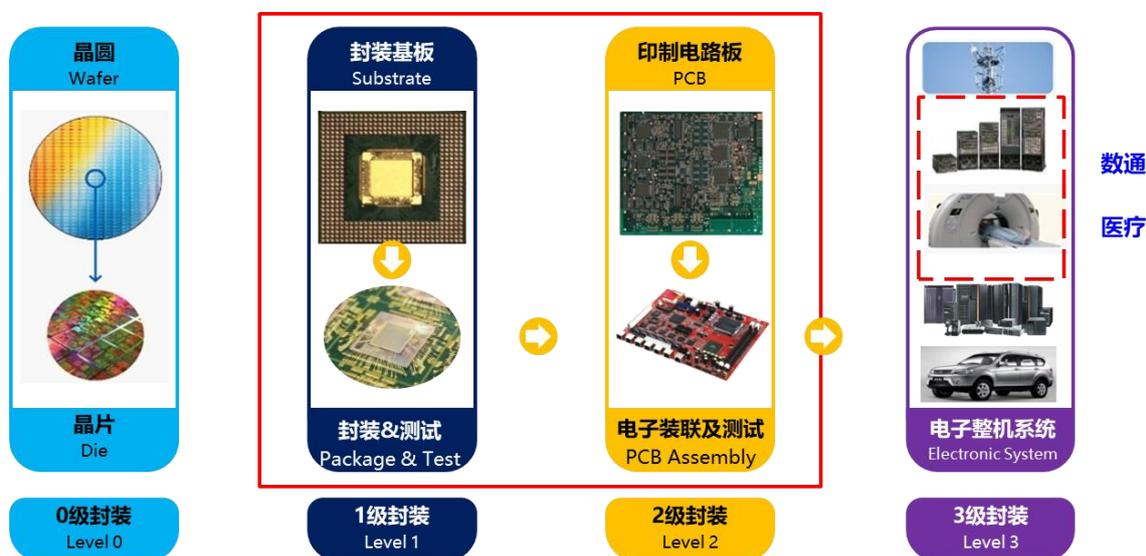 晶圆
Wafer
晶片
Die
0级封装
Level 0
封装基板
Substrate
封装&测试
Package & Test
1级封装
Level 1
印制电路板
PCB
电子装联及测试
PCB Assembly
2级封装
Level 2
数通
医疗
电子整机系统
Electronic System
3级封装
Level 3